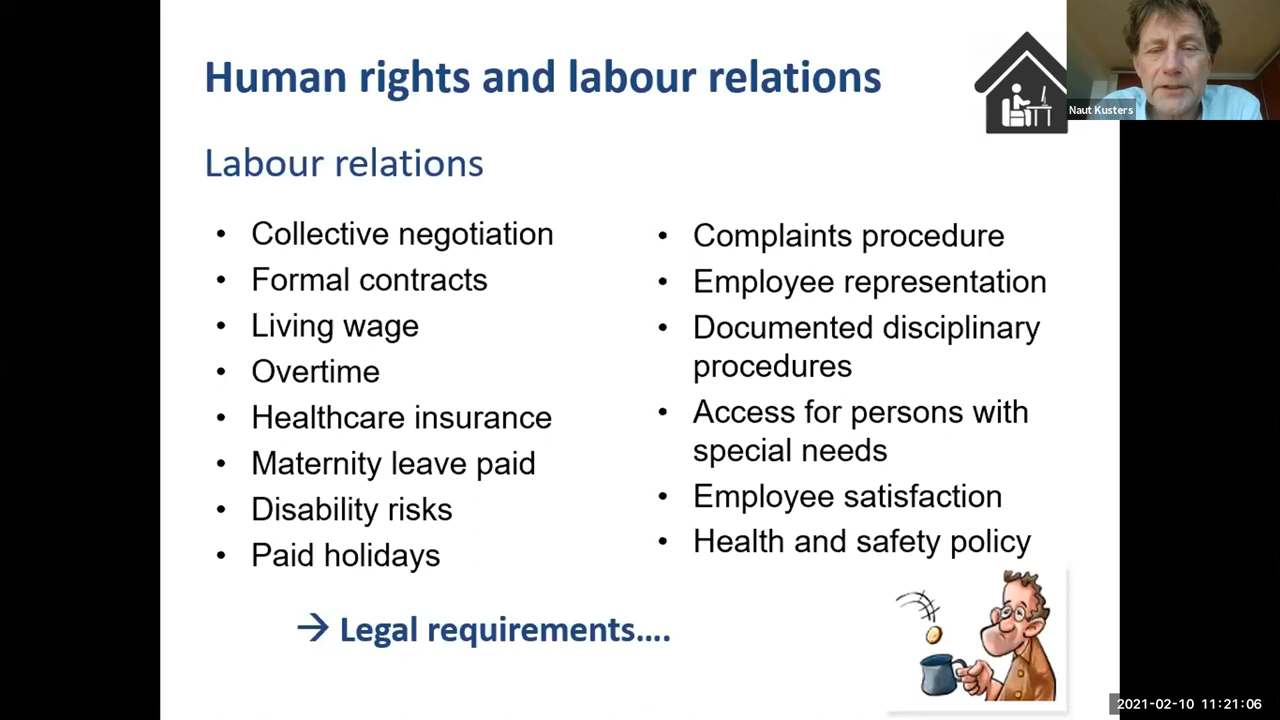 Human rights and labour relations
Naut Kusters
Labour relations
• Collective negotiation
• Formal contracts
• Living wage
• Overtime
• Healthcare insurance
• Maternity leave paid
• Disability risks
• Paid holidays
• Complaints procedure
• Employee representation
• Documented disciplinary
procedures
• Access for persons with
special needs
• Employee satisfaction
• Health and safety policy
→ Legal requirements....
2021-02-10 11:21:06